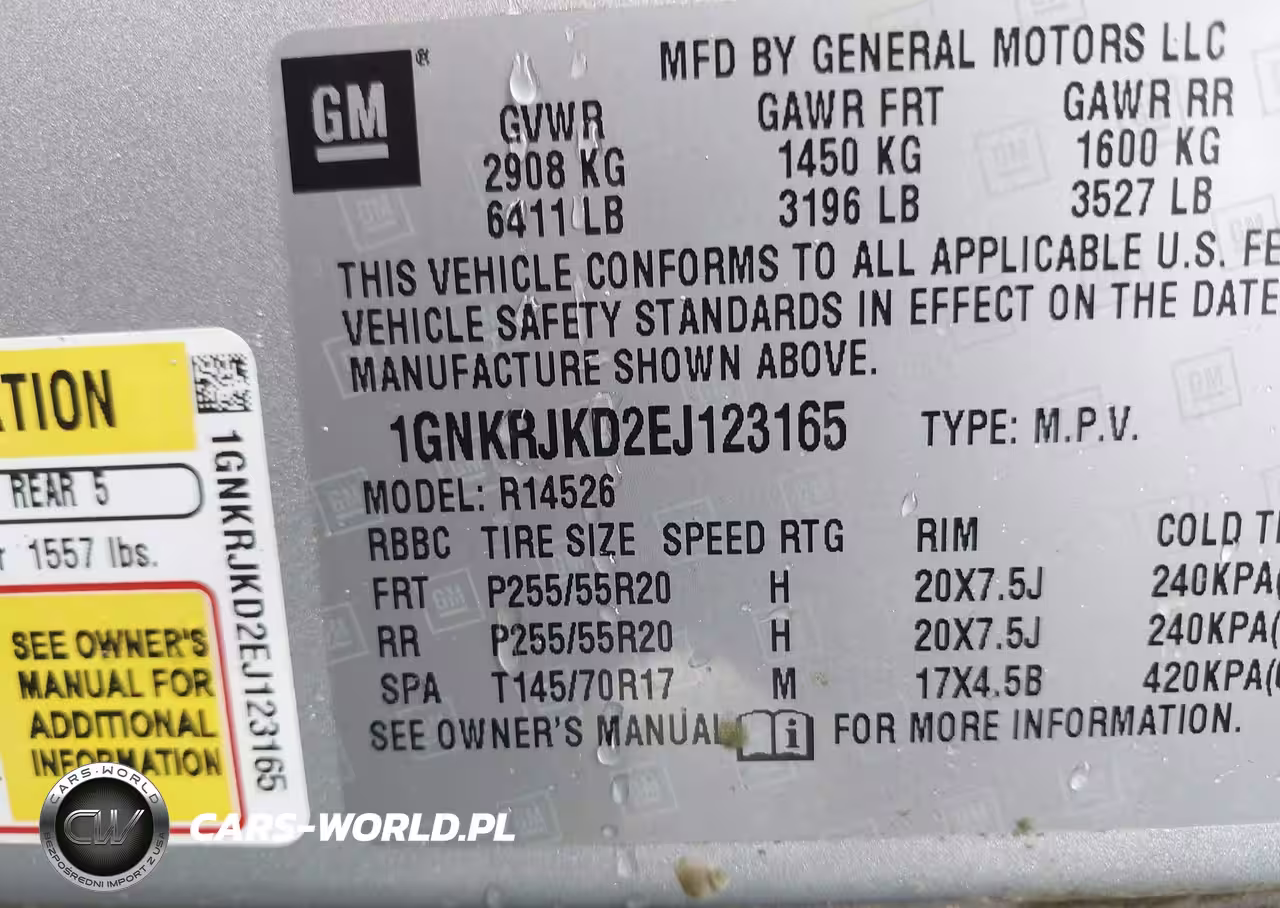 GM
®
MFD BY GENERAL MOTORS LLC
GVWR GAWR FRT GAWR RR
2908 KG 1450 KG 1600 KG
6411 LB 3196 LB 3527 LB
THIS VEHICLE CONFORMS TO ALL APPLICABLE U.S. FE
VEHICLE SAFETY STANDARDS IN EFFECT ON THE DATE
MANUFACTURE SHOWN ABOVE.
1GNKRJKD2EJ123165 TYPE: M.P.V.
MODEL: R14526
RBBC TIRE SIZE SPEED RTG RIM COLD TI
FRT P255/55R20 H 20X7.5J 240KPA(
RR P255/55R20 H 20X7.5J 240KPA(
SPA T145/70R17 M 17X4.5B 420KPA(
SEE OWNER'S MANUAL i FOR MORE INFORMATION.
ATION
REAR 5
r 1557 lbs.
SEE OWNER'S
MANUAL FOR
ADDITIONAL
INFORMATION
1GNKRJKD2EJ123165
CARS-WORLD
CW
BEZPOŚREDNI IMPORT Z USA
CARS-WORLD.PL